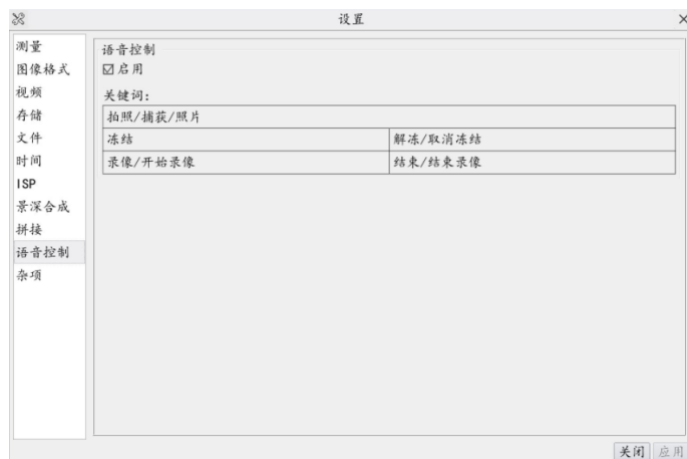 设置
测量
图像格式
视频
存储
文件
时间
ISP
景深合成
拼接
语音控制
杂项
语音控制
启用
关键词:
拍照/捕获/照片
冻结 解冻/取消冻结
录像/开始录像 结束/结束录像
关闭 应用